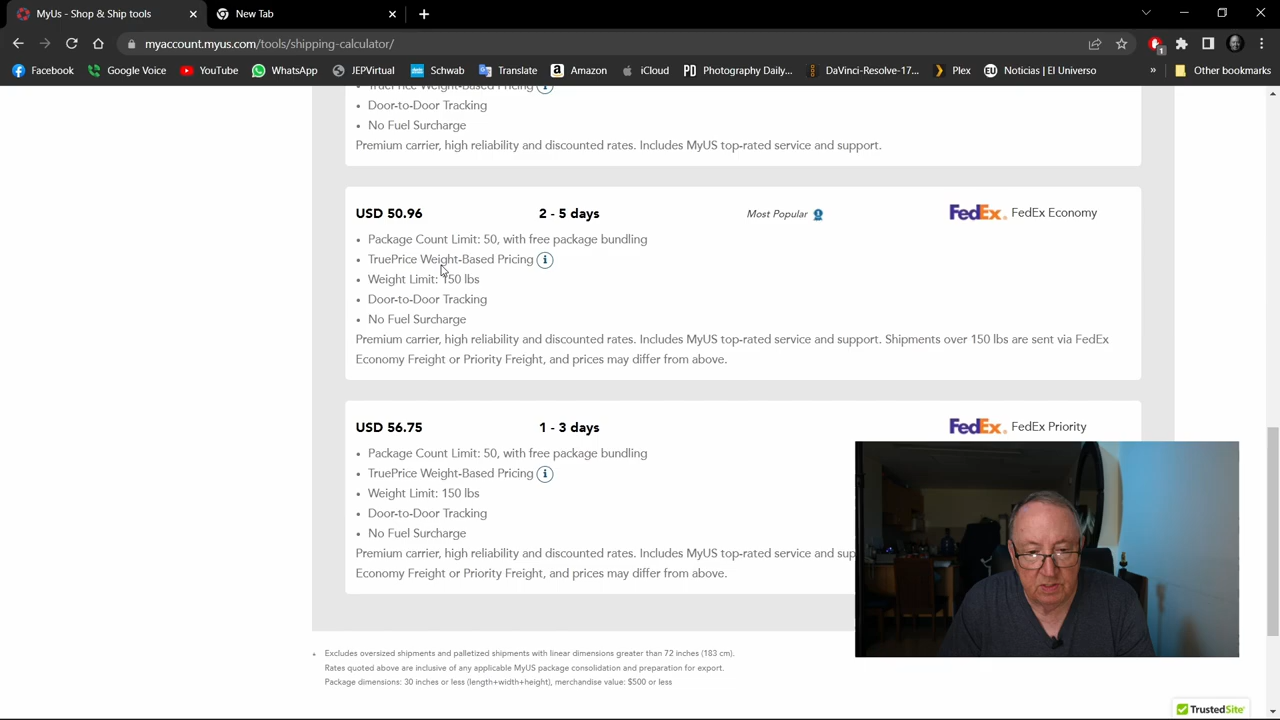 MyUs - Shop & Ship tools
New Tab
myaccount.myus.com/tools/shipping-calculator/
1
Facebook
Google Voice
YouTube
WhatsApp
JEPVirtual
Schwab
Translate
Amazon
iCloud
PD Photography Daily...
DaVinci-Resolve-17...
Plex
EU Noticias | El Universo
»
Other bookmarks
TruePrice Weight-Based Pricing
Door-to-Door Tracking
No Fuel Surcharge
Premium carrier, high reliability and discounted rates. Includes MyUS top-rated service and support.
USD 50.96 2 - 5 days Most Popular FedEx. FedEx Economy
Package Count Limit: 50, with free package bundling
TruePrice Weight-Based Pricing i
Weight Limit: 150 lbs
Door-to-Door Tracking
No Fuel Surcharge
Premium carrier, high reliability and discounted rates. Includes MyUS top-rated service and support. Shipments over 150 lbs are sent via FedEx
Economy Freight or Priority Freight, and prices may differ from above.
USD 56.75 1 - 3 days FedEx. FedEx Priority
Package Count Limit: 50, with free package bundling
TruePrice Weight-Based Pricing i
Weight Limit: 150 lbs
Door-to-Door Tracking
No Fuel Surcharge
Premium carrier, high reliability and discounted rates. Includes MyUS top-rated service and sup
Economy Freight or Priority Freight, and prices may differ from above.
Excludes oversized shipments and palletized shipments with linear dimensions greater than 72 inches (183 cm).
Rates quoted above are inclusive of any applicable MyUS package consolidation and preparation for export.
Package dimensions: 30 inches or less (length+width+height), merchandise value: $500 or less
TrustedSite